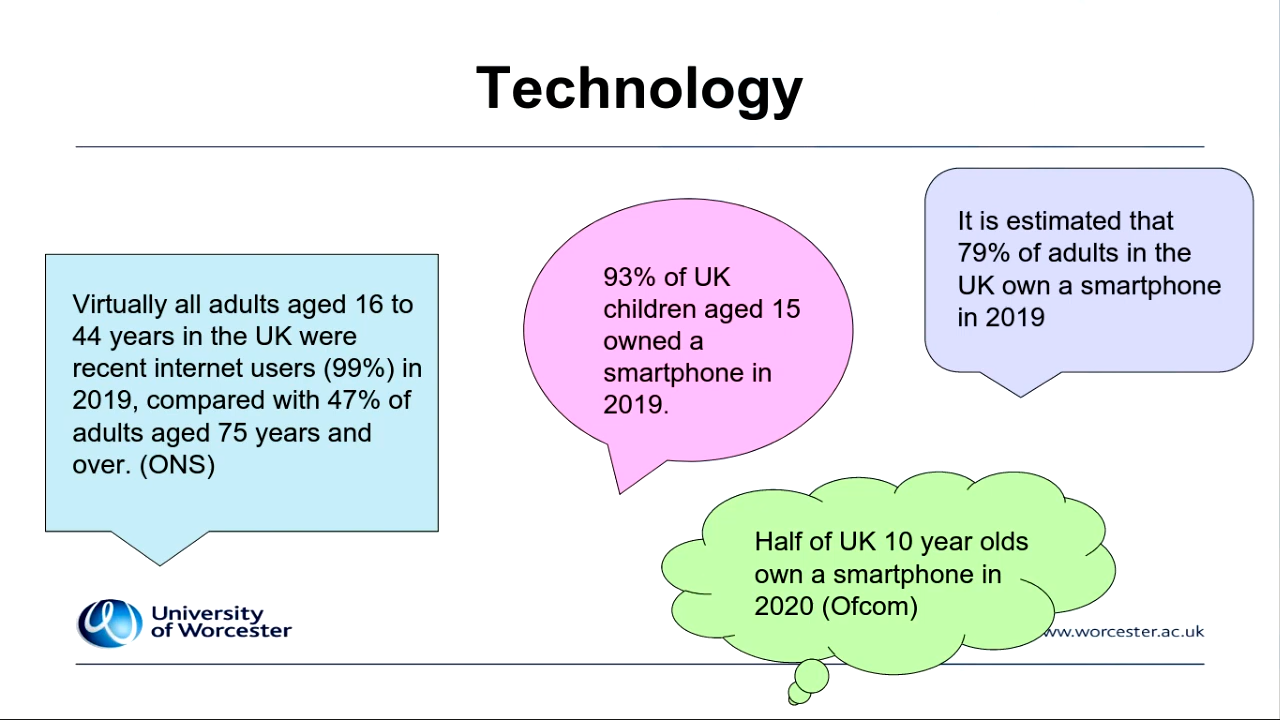 Technology
Virtually all adults aged 16 to
44 years in the UK were
recent internet users (99%) in
2019, compared with 47% of
adults aged 75 years and
over. (ONS)
93% of UK
children aged 15
owned a
smartphone in
2019.
It is estimated that
79% of adults in the
UK own a smartphone
in 2019
Half of UK 10 year olds
own a smartphone in
2020 (Ofcom)
University
of Worcester
ww.worcester.ac.uk